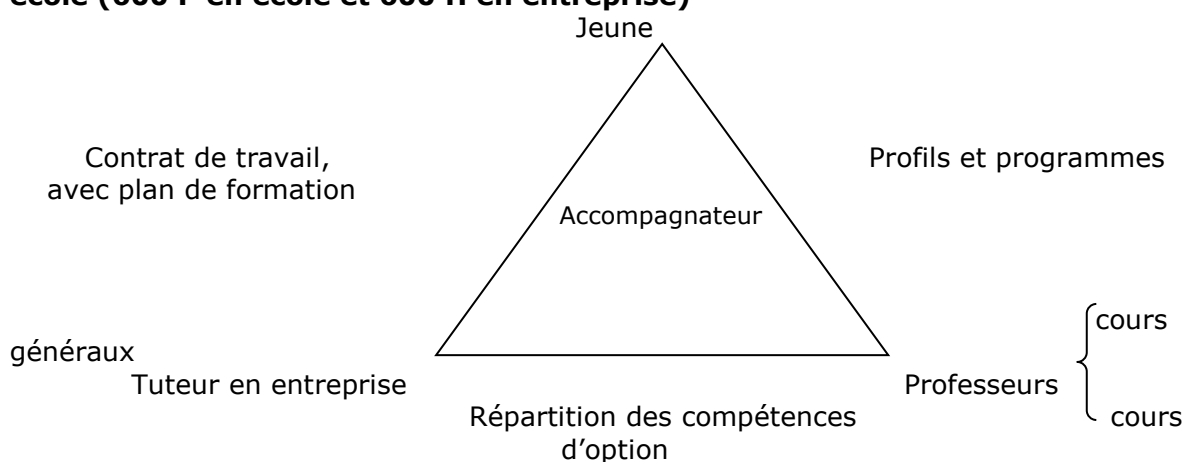 école (600 P en école et 600 H en entreprise)
Jeune
Contrat de travail,
avec plan de formation
Profils et programmes
Accompagnateur
cours
généraux
Tuteur en entreprise
Professeurs
Répartition des compétences
cours
d’option